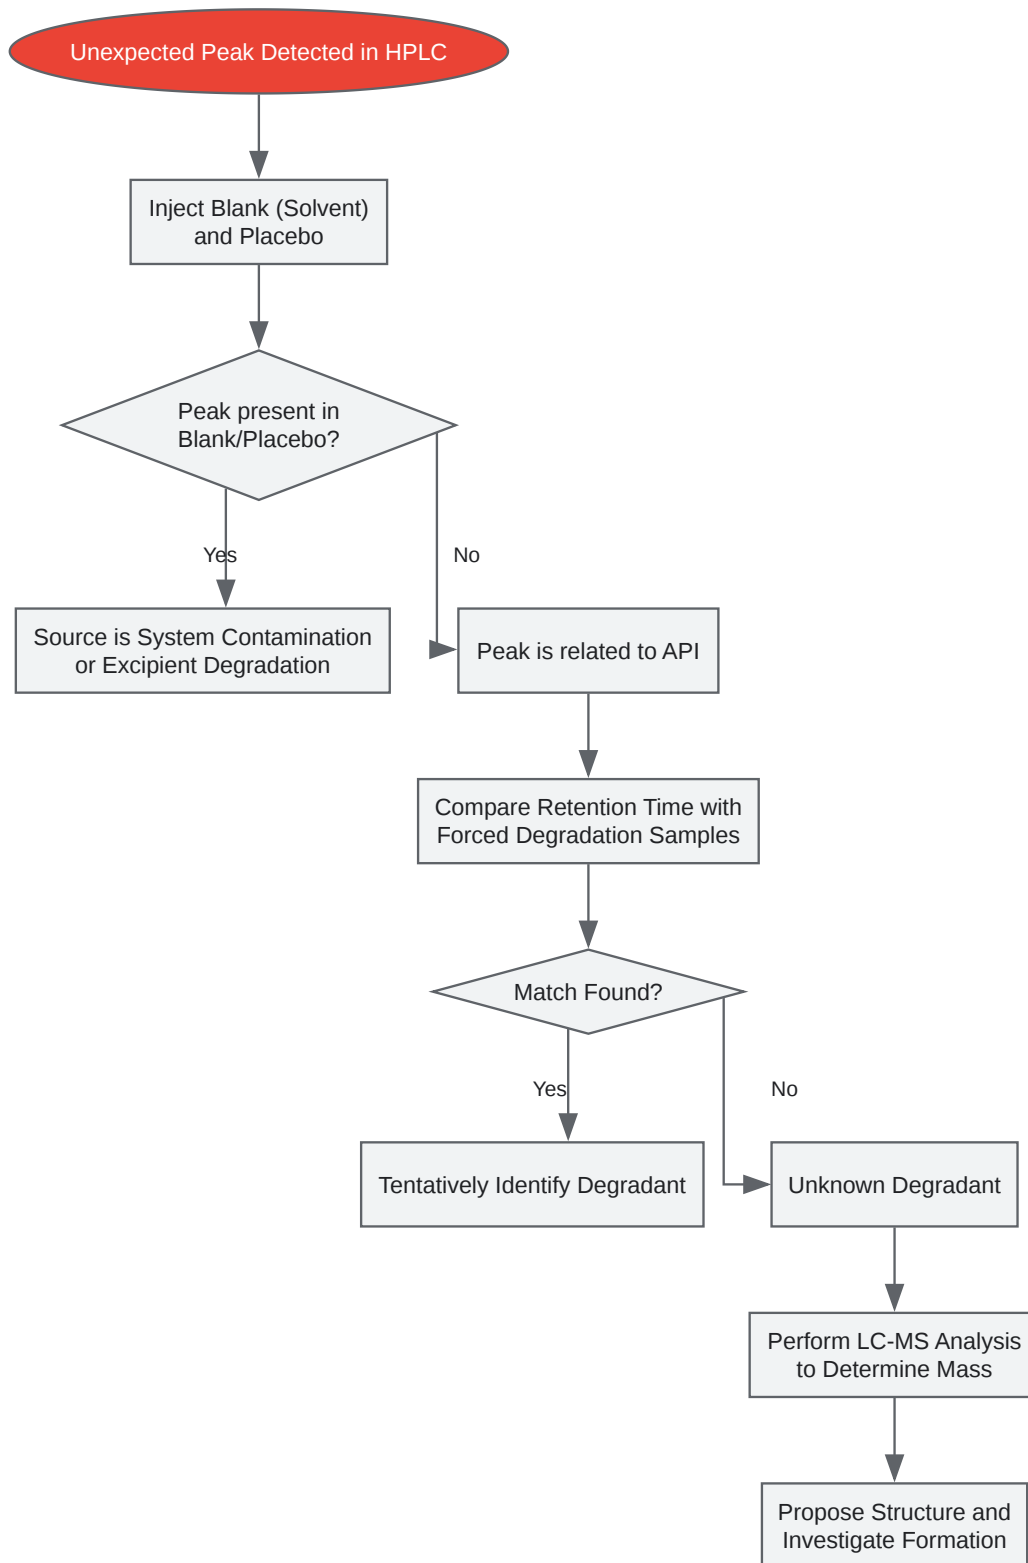 Unexpected Peak Detected in HPLC
Inject Blank (Solvent)
and Placebo
Peak present in
Blank/Placebo?
Yes
No
Source is System Contamination
or Excipient Degradation
Peak is related to API
Compare Retention Time with
Forced Degradation Samples
Match Found?
Yes
No
Tentatively Identify Degradant
Unknown Degradant
Perform LC-MS Analysis
to Determine Mass
Propose Structure and
Investigate Formation